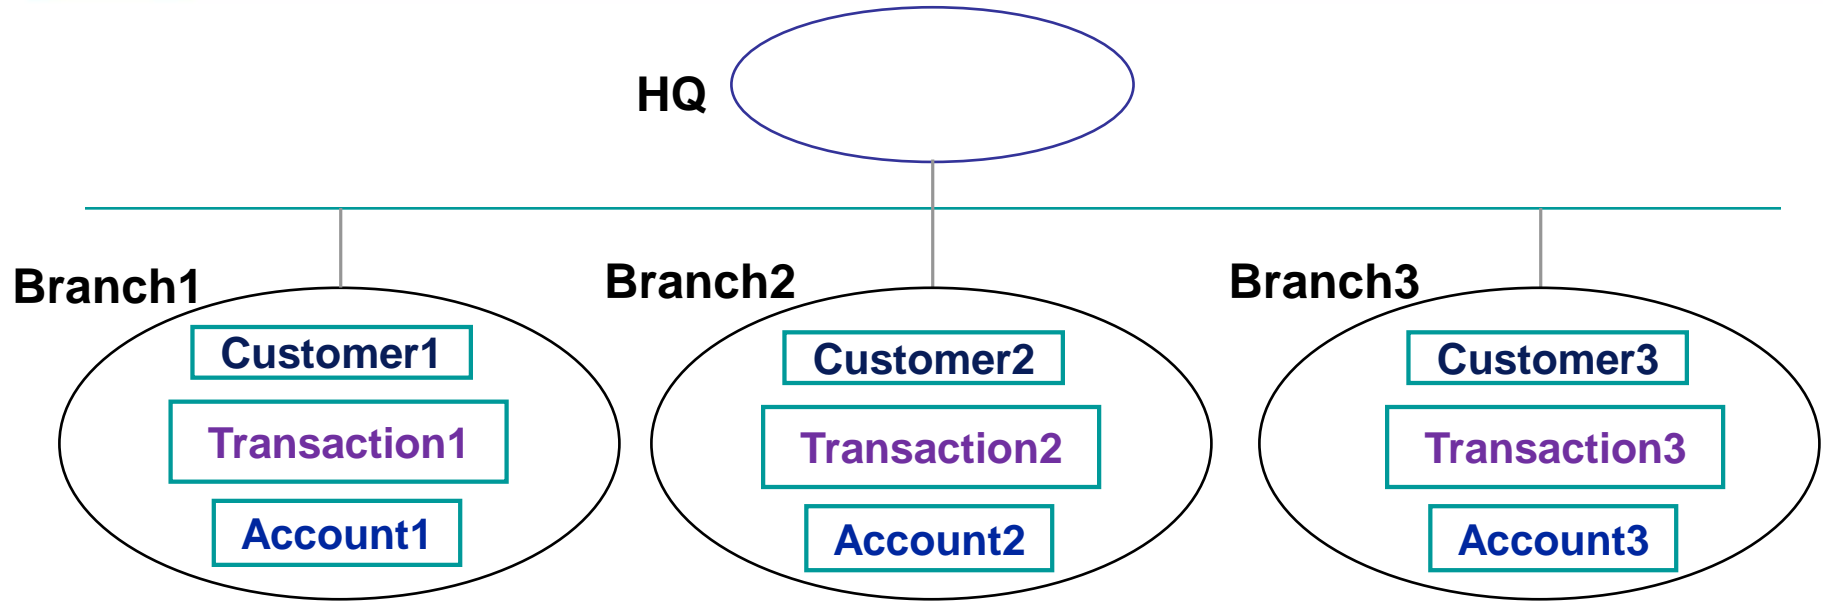 HQ
Branch1
Branch2
Branch3
Customer1
Transaction1
Account1
Customer2
Transaction2
Account2
Customer3
Transaction3
Account3